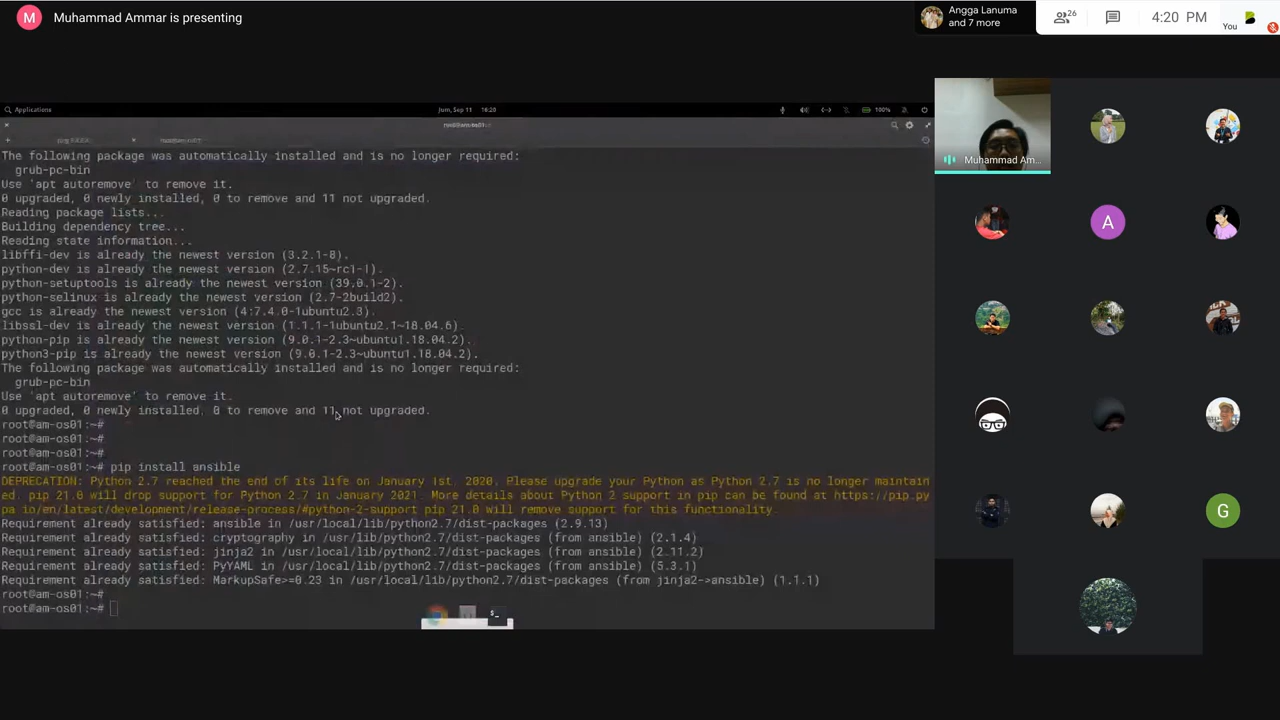 M
Muhammad Ammar is presenting
Angga Lanuma
and 7 more
26
4:20 PM
You
Applications
Jum, Sep 11 16:20
100%
The following package was automatically installed and is no longer required:
grub-pc-bin
Use 'apt autoremove' to remove it.
0 upgraded, 0 newly installed, 0 to remove and 11 not upgraded.
Reading package lists...
Building dependency tree...
Reading state information...
libffi-dev is already the newest version (3.2.1-8).
python-dev is already the newest version (2.7.15~rc1-1).
python-setuptools is already the newest version (39.0.1-2).
python-selinux is already the newest version (2.7-2build2).
gcc is already the newest version (4:7.4.0-1ubuntu2.3).
libssl-dev is already the newest version (1.1.1-1ubuntu2.1~18.04.6).
python-pip is already the newest version (9.0.1-2.3~ubuntu1.18.04.2).
python3-pip is already the newest version (9.0.1-2.3~ubuntu1.18.04.2).
The following package was automatically installed and is no longer required:
grub-pc-bin
Use 'apt autoremove' to remove it.
0 upgraded, 0 newly installed, 0 to remove and 11 not upgraded.
root@am-os01:~#
root@am-os01:~#
root@am-os01:~#
root@am-os01:~# pip install ansible
DEPRECATION: Python 2.7 reached the end of its life on January 1st, 2020. Please upgrade your Python as Python 2.7 is no longer maintain
ed. pip 21.0 will drop support for Python 2.7 in January 2021. More details about Python 2 support in pip can be found at https://pip.py
pa.io/en/latest/development/release-process/#python-2-support pip 21.0 will remove support for this functionality.
Requirement already satisfied: ansible in /usr/local/lib/python2.7/dist-packages (2.9.13)
Requirement already satisfied: cryptography in /usr/local/lib/python2.7/dist-packages (from ansible) (2.1.4)
Requirement already satisfied: jinja2 in /usr/local/lib/python2.7/dist-packages (from ansible) (2.11.2)
Requirement already satisfied: PyYAML in /usr/local/lib/python2.7/dist-packages (from ansible) (5.3.1)
Requirement already satisfied: MarkupSafe>=0.23 in /usr/local/lib/python2.7/dist-packages (from jinja2->ansible) (1.1.1)
root@am-os01:~#
root@am-os01:~#
Muhammad Am...
A
G